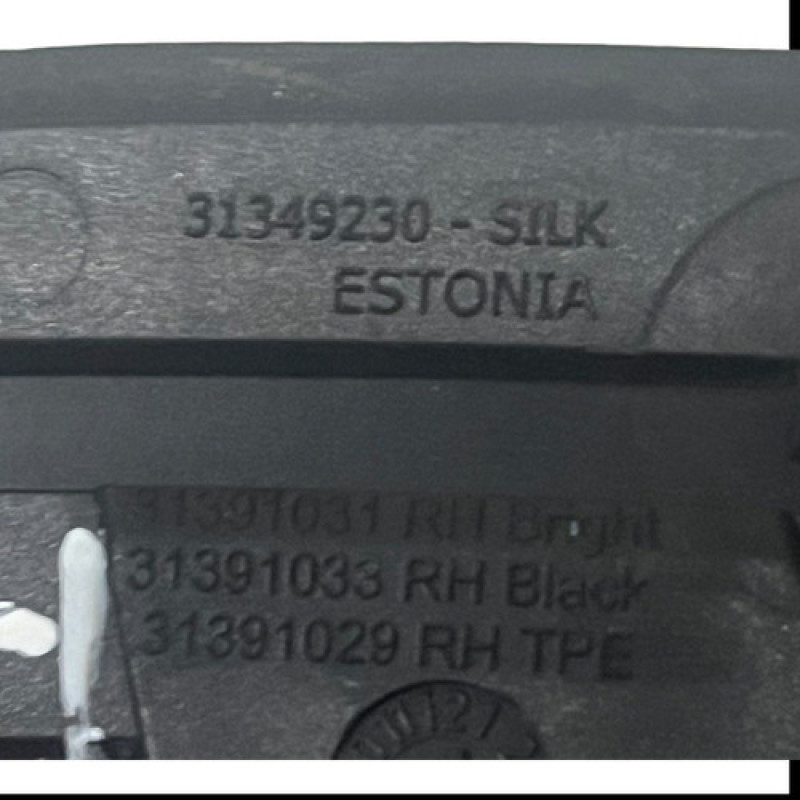 31349230 - SILK
ESTONIA
31391031 RH Bright
31391033 RH Black
31391029 RH TPE